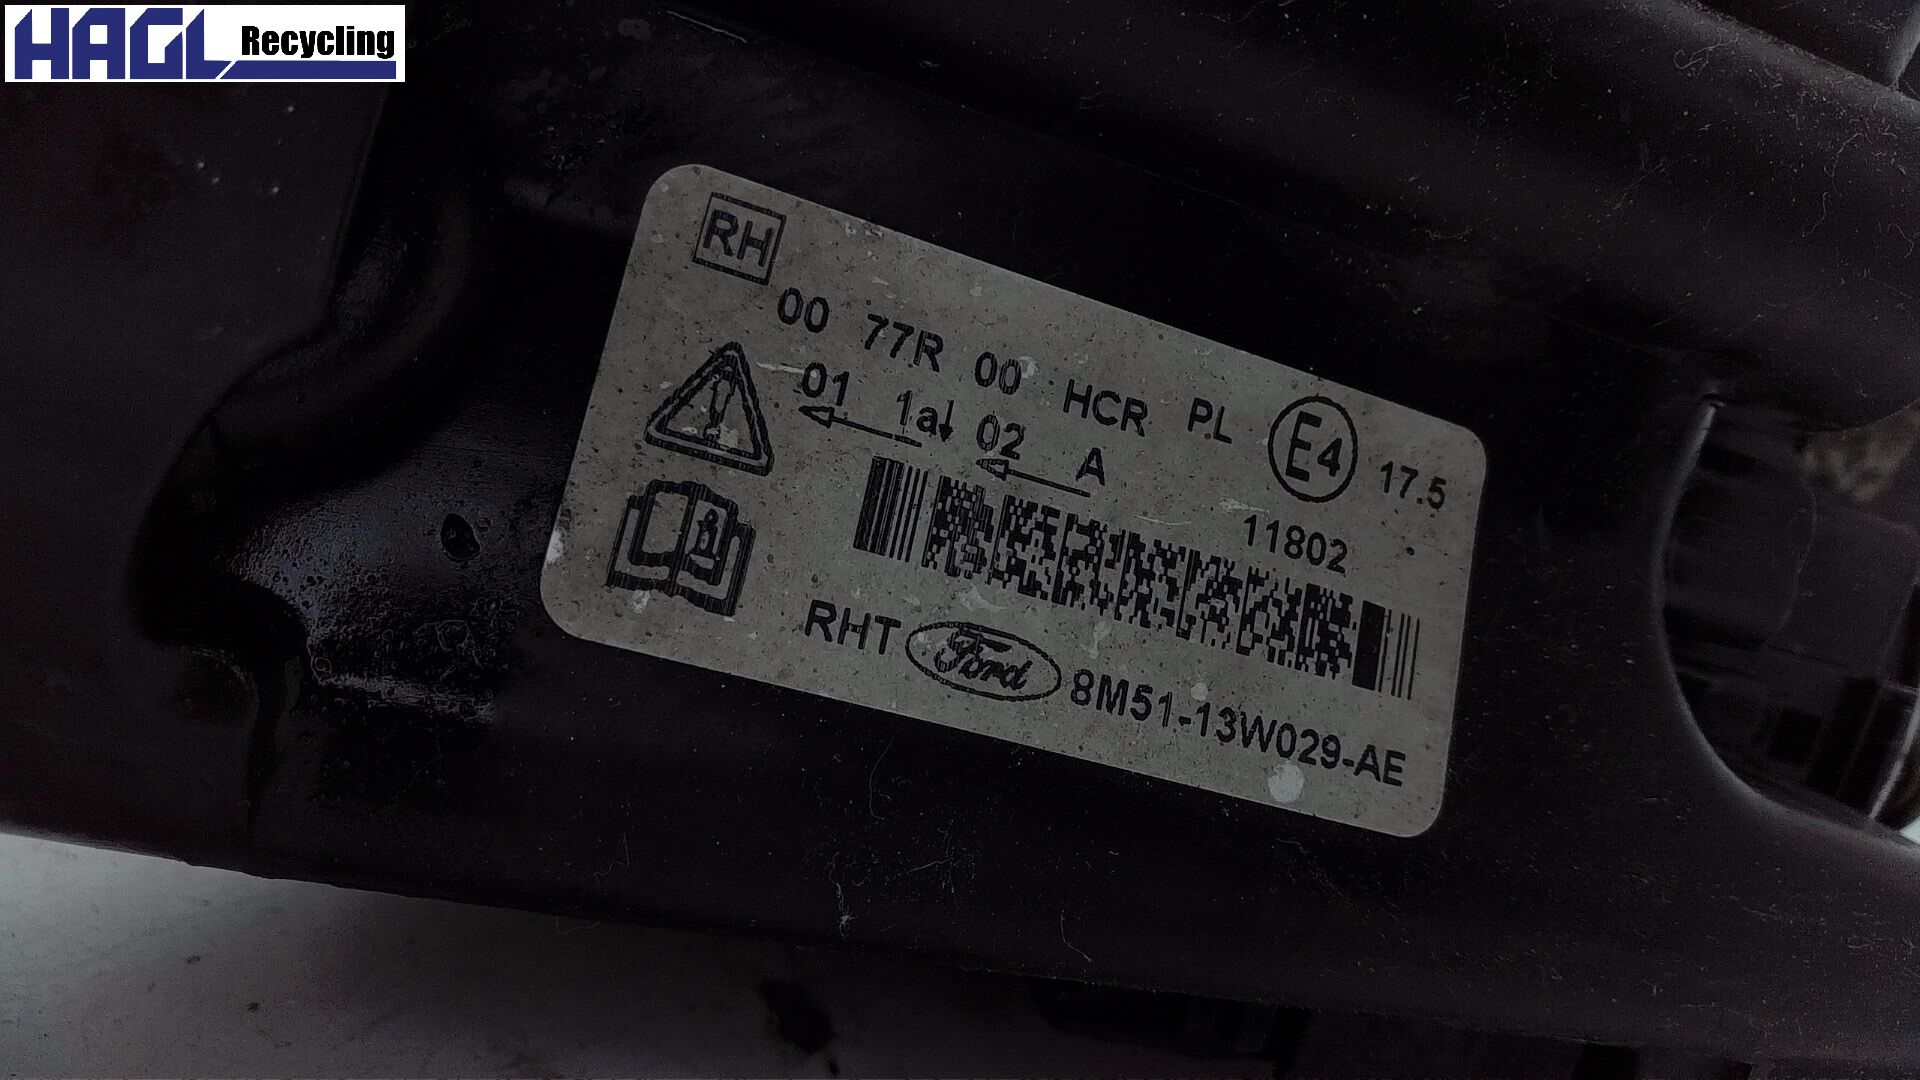 HAGL Recycling
RH
00 77R 00 HCR PL E4 17.5
01 1a 02 A 11802
RHT Ford 8M51-13W029-AE